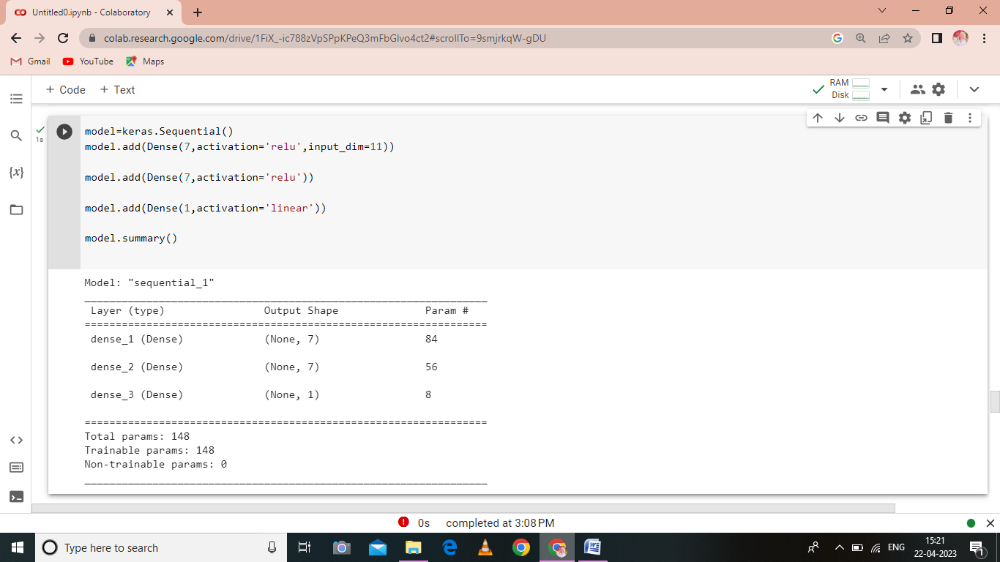 Untitled0.ipynb - Colaboratory
colab.research.google.com/drive/1FiX_-ic788zVpSPpKPeQ3mFbGlvo4ct2#scrollTo=9smjrkqW-gDU
Gmail YouTube Maps
+ Code + Text
RAM
Disk
1s
{x}
model=keras.Sequential()
model.add(Dense(7,activation='relu',input_dim=11))
model.add(Dense(7,activation='relu'))
model.add(Dense(1,activation='linear'))
model.summary()
Model: "sequential_1"
_________________________________________________________________
Layer (type) Output Shape Param #
=================================================================
dense_1 (Dense) (None, 7) 84
dense_2 (Dense) (None, 7) 56
dense_3 (Dense) (None, 1) 8
=================================================================
Total params: 148
Trainable params: 148
Non-trainable params: 0
_________________________________________________________________
0s completed at 3:08 PM
Type here to search
ENG
15:21
22-04-2023
1